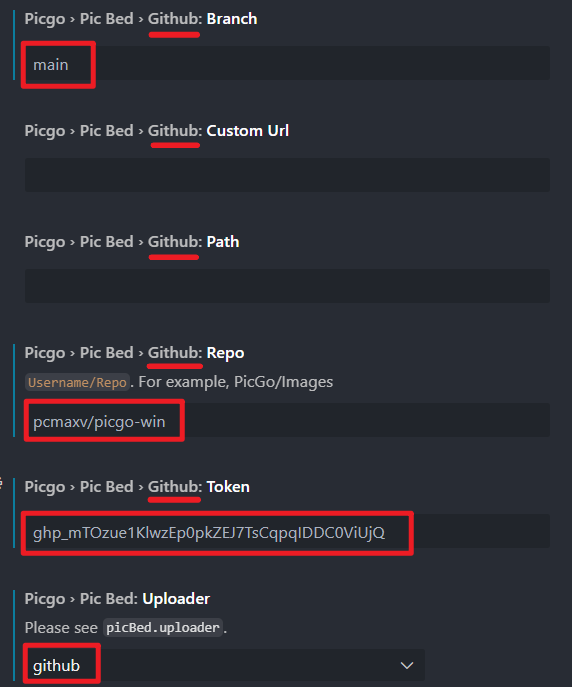 Picgo › Pic Bed › Github: Branch
main
Picgo › Pic Bed › Github: Custom Url
Picgo › Pic Bed › Github: Path
Picgo › Pic Bed › Github: Repo
Username/Repo. For example, PicGo/Images
pcmaxv/picgo-win
Picgo › Pic Bed › Github: Token
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
Picgo › Pic Bed: Uploader
Please see picBed.uploader.
github